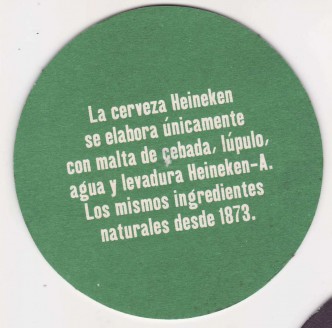 La cerveza Heineken
se elabora únicamente
con malta de cebada, lúpulo,
agua y levadura Heineken-A.
Los mismos ingredientes
naturales desde 1873.